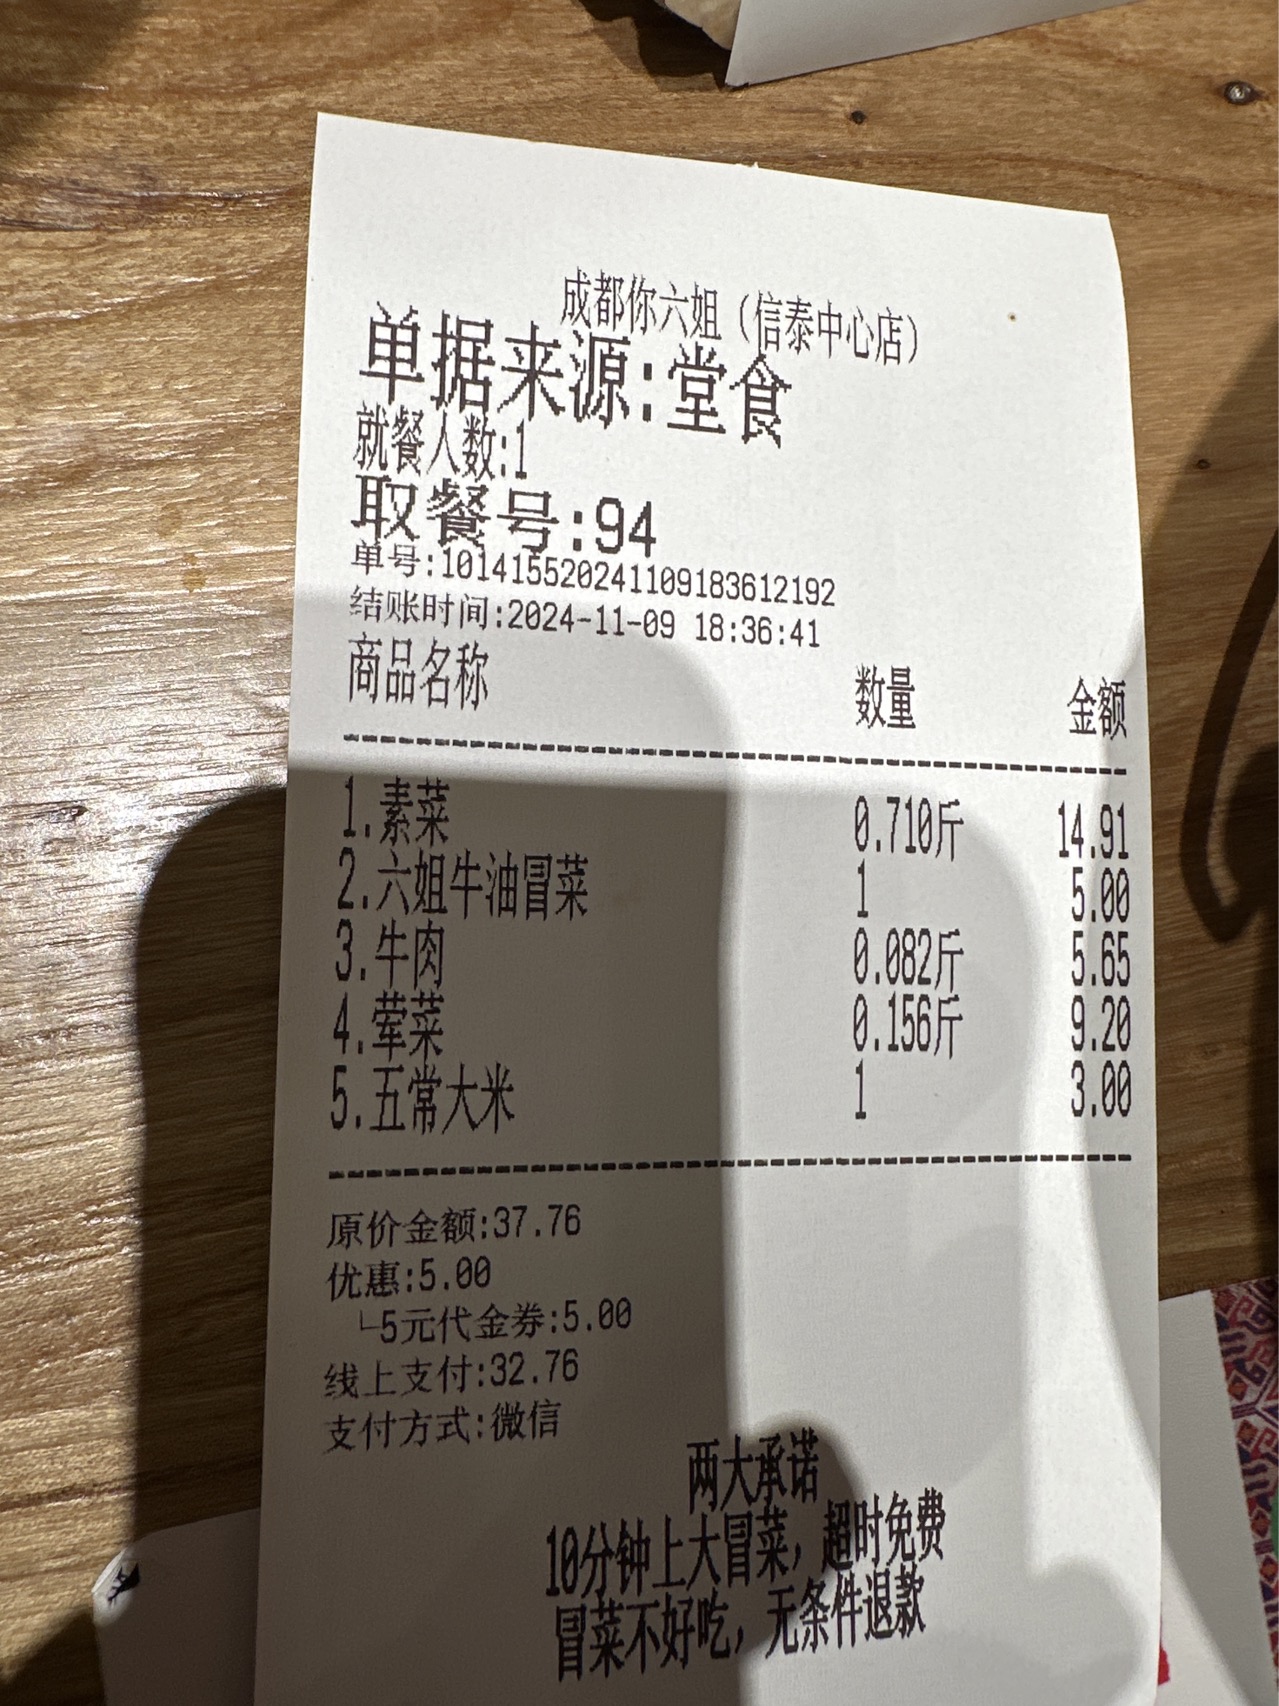 成都你六姐（信泰中心店）
单据来源:堂食
就餐人数:1
取餐号:94
单号:101415520241109183612192
结账时间:2024-11-09 18:36:41
商品名称 数量 金额
1.素菜 0.710斤 14.91
2.六姐牛油冒菜 1 5.00
3.牛肉 0.082斤 5.65
4.荤菜 0.156斤 9.20
5.五常大米 1 3.00
原价金额:37.76
优惠:5.00
└5元代金券:5.00
线上支付:32.76
支付方式:微信
两大承诺
10分钟上大冒菜，超时免费
冒菜不好吃，无条件退款